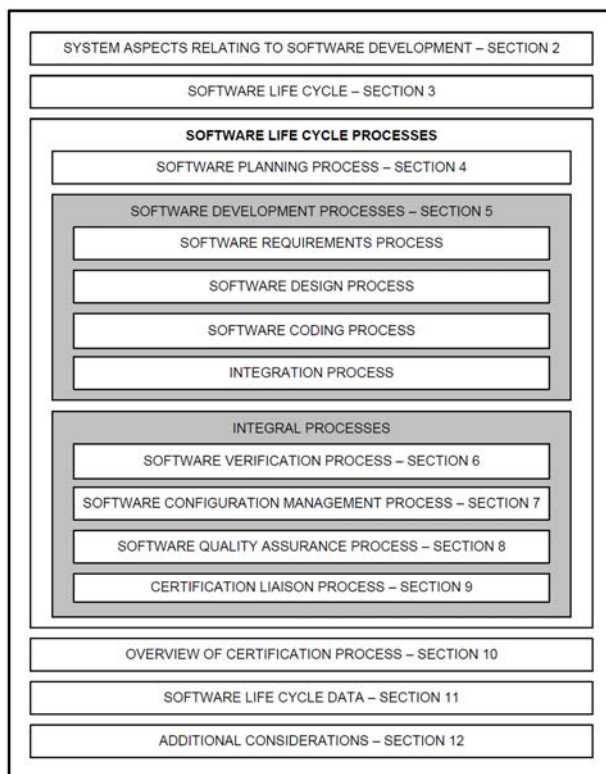 SYSTEM ASPECTS RELATING TO SOFTWARE DEVELOPMENT – SECTION 2
SOFTWARE LIFE CYCLE – SECTION 3
SOFTWARE LIFE CYCLE PROCESSES
SOFTWARE PLANNING PROCESS – SECTION 4
SOFTWARE DEVELOPMENT PROCESSES – SECTION 5
SOFTWARE REQUIREMENTS PROCESS
SOFTWARE DESIGN PROCESS
SOFTWARE CODING PROCESS
INTEGRATION PROCESS
INTEGRAL PROCESSES
SOFTWARE VERIFICATION PROCESS – SECTION 6
SOFTWARE CONFIGURATION MANAGEMENT PROCESS – SECTION 7
SOFTWARE QUALITY ASSURANCE PROCESS – SECTION 8
CERTIFICATION LIAISON PROCESS – SECTION 9
OVERVIEW OF CERTIFICATION PROCESS – SECTION 10
SOFTWARE LIFE CYCLE DATA – SECTION 11
ADDITIONAL CONSIDERATIONS – SECTION 12